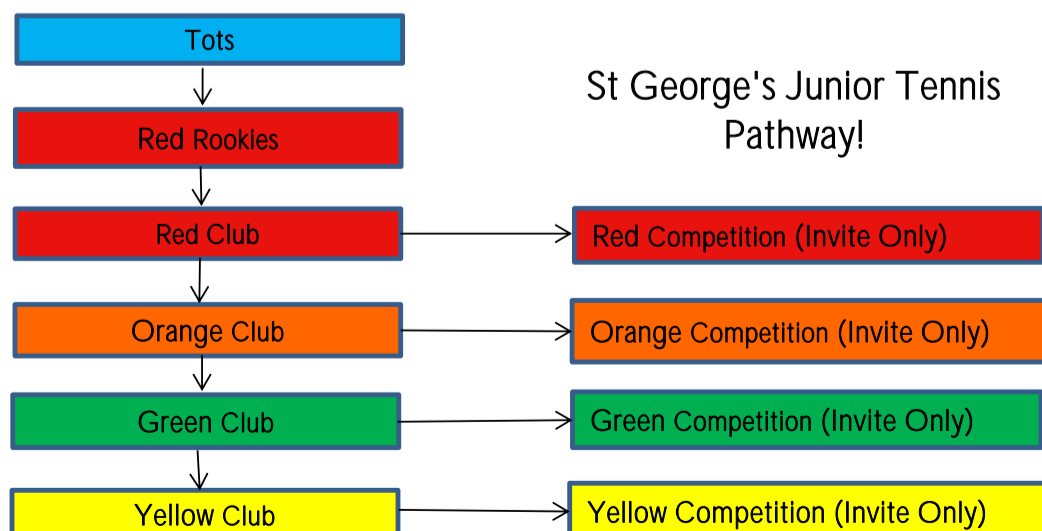 Tots
St George's Junior Tennis
Pathway!
Red Rookies
Red Club
Red Competition (Invite Only)
Orange Club
Orange Competition (Invite Only)
Green Club
Green Competition (Invite Only)
Yellow Club
Yellow Competition (Invite Only)